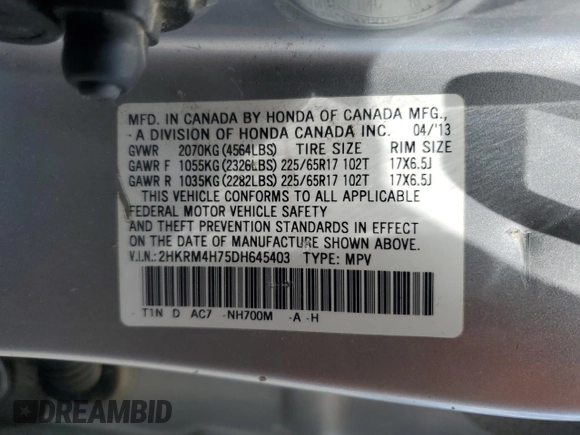 MFD. IN CANADA BY HONDA OF CANADA MFG.,
-A DIVISION OF HONDA CANADA INC. 04/'13
GVWR 2070KG(4564LBS) TIRE SIZE RIM SIZE
GAWR F 1055KG(2326LBS) 225/65R17 102T 17X6.5J
GAWR R 1035KG(2282LBS) 225/65R17 102T 17X6.5J
THIS VEHICLE CONFORMS TO ALL APPLICABLE
FEDERAL MOTOR VEHICLE SAFETY
AND THEFT PREVENTION STANDARDS IN EFFECT
ON THE DATE OF MANUFACTURE SHOWN ABOVE.
V.I.N.:2HKRM4H75DH645403 TYPE: MPV
T1N D AC7 -NH700M -A -H
DREAMBID